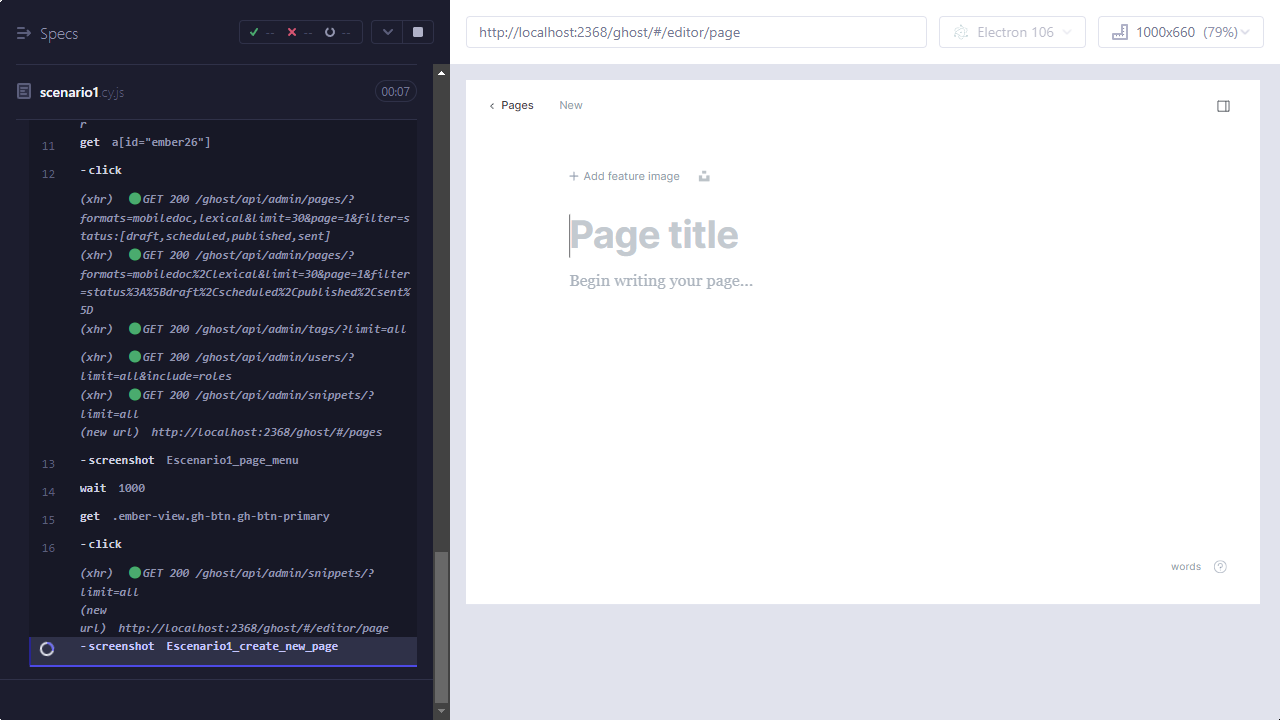 Specs
-- -- --
scenario1.cy.js
00:07
r
11 get a[id="ember26"]
12 -click
(xhr) GET 200 /ghost/api/admin/pages/?
formats=mobiledoc,lexical&limit=30&page=1&filter=s
tatus:[draft,scheduled,published,sent]
(xhr) GET 200 /ghost/api/admin/pages/?
formats=mobiledoc%2Clexical&limit=30&page=1&filter
=status%3A%5Bdraft%2Cscheduled%2Cpublished%2Csent%
5D
(xhr) GET 200 /ghost/api/admin/tags/?limit=all
(xhr) GET 200 /ghost/api/admin/users/?
limit=all&include=roles
(xhr) GET 200 /ghost/api/admin/snippets/?
limit=all
(new url) http://localhost:2368/ghost/#/pages
13 -screenshot Escenario1_page_menu
14 wait 1000
15 get .ember-view.gh-btn.gh-btn-primary
16 -click
(xhr) GET 200 /ghost/api/admin/snippets/?
limit=all
(new
url) http://localhost:2368/ghost/#/editor/page
-screenshot Escenario1_create_new_page
http://localhost:2368/ghost/#/editor/page
Electron 106
1000x660 (79%)
Pages
New
Add feature image
Page title
Begin writing your page...
words